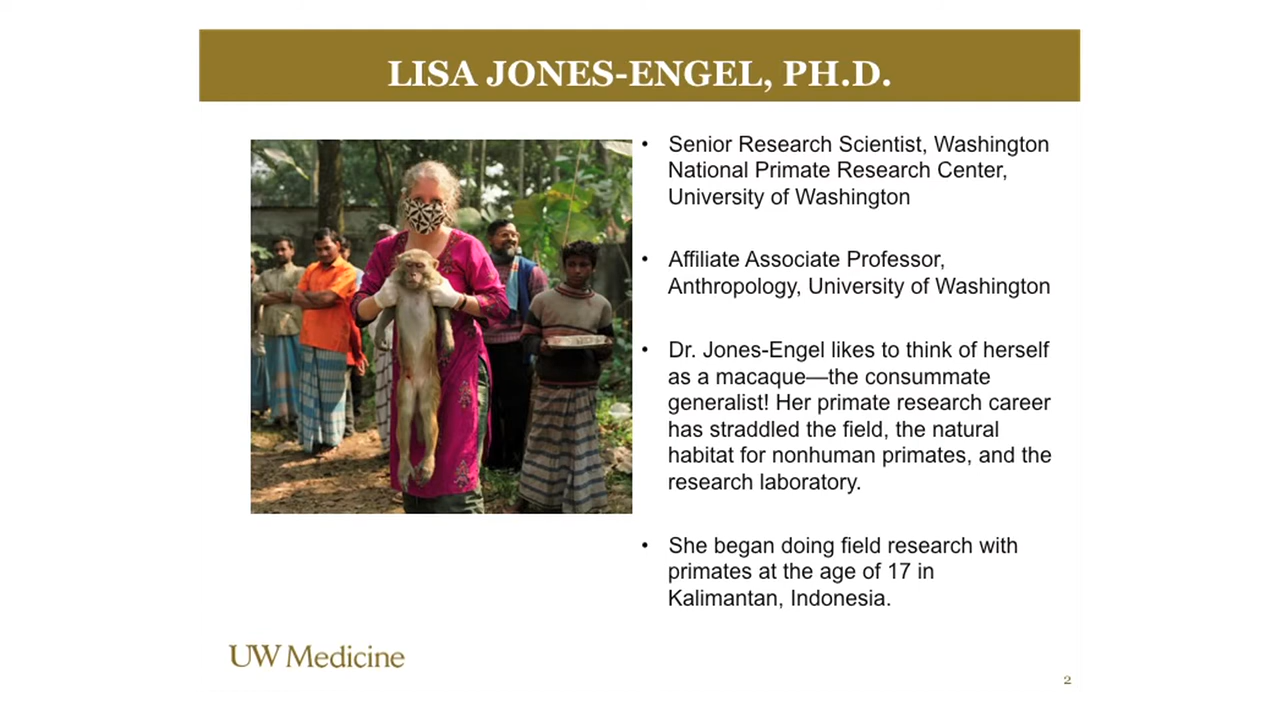 LISA JONES-ENGEL, PH.D.
• Senior Research Scientist, Washington
National Primate Research Center,
University of Washington
• Affiliate Associate Professor,
Anthropology, University of Washington
• Dr. Jones-Engel likes to think of herself
as a macaque—the consummate
generalist! Her primate research career
has straddled the field, the natural
habitat for nonhuman primates, and the
research laboratory.
• She began doing field research with
primates at the age of 17 in
Kalimantan, Indonesia.
UW Medicine
2